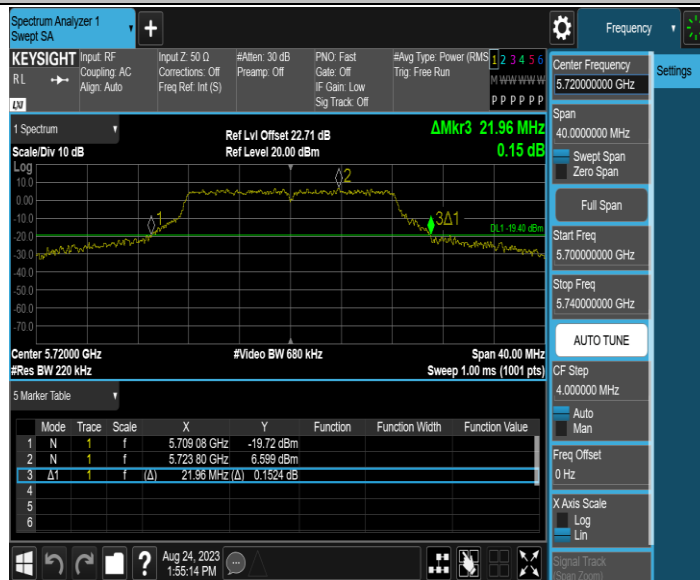 Spectrum Analyzer 1
Swept SA
+
Frequency
KEYSIGHT Input: RF Input Z: 50 Ω #Atten: 30 dB PNO: Fast #Avg Type: Power (RMS 1 2 3 4 5 6
RL Coupling: AC Corrections: Off Preamp: Off Gate: Off Trig: Free Run M W W W W W
Align: Auto Freq Ref: Int (S) IF Gain: Low
Sig Track: Off P P P P P P
LXI
1 Spectrum
Ref Lvl Offset 22.71 dB ΔMkr3 21.96 MHz
Scale/Div 10 dB Ref Level 20.00 dBm 0.15 dB
Log
10.0
0.00
-10.0
-20.0
-30.0
-40.0
-50.0
-60.0
-70.0
1
2
3Δ1
DL1 -19.40 dBm
Center 5.72000 GHz #Video BW 680 kHz Span 40.00 MHz
#Res BW 220 kHz Sweep 1.00 ms (1001 pts)
5 Marker Table
Mode Trace Scale X Y Function Function Width Function Value
1 N 1 f 5.709 08 GHz -19.72 dBm
2 N 1 f 5.723 80 GHz 6.599 dBm
3 Δ1 1 f (Δ) 21.96 MHz (Δ) 0.1524 dB
4
5
6
? Aug 24, 2023
1:55:14 PM
Center Frequency
5.720000000 GHz
Settings
Span
40.0000000 MHz
Swept Span
Zero Span
Full Span
Start Freq
5.700000000 GHz
Stop Freq
5.740000000 GHz
AUTO TUNE
CF Step
4.000000 MHz
Auto
Man
Freq Offset
0 Hz
X Axis Scale
Log
Lin
Signal Track
(Span Zoom)